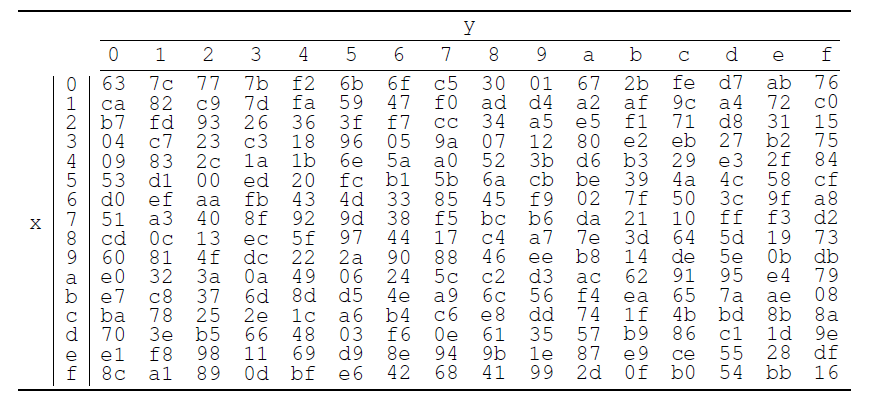 y
0 1 2 3 4 5 6 7 8 9 a b c d e f
0 63 7c 77 7b f2 6b 6f c5 30 01 67 2b fe d7 ab 76
1 ca 82 c9 7d fa 59 47 f0 ad d4 a2 af 9c a4 72 c0
2 b7 fd 93 26 36 3f f7 cc 34 a5 e5 f1 71 d8 31 15
3 04 c7 23 c3 18 96 05 9a 07 12 80 e2 eb 27 b2 75
4 09 83 2c 1a 1b 6e 5a a0 52 3b d6 b3 29 e3 2f 84
5 53 d1 00 ed 20 fc b1 5b 6a cb be 39 4a 4c 58 cf
6 d0 ef aa fb 43 4d 33 85 45 f9 02 7f 50 3c 9f a8
x 7 51 a3 40 8f 92 9d 38 f5 bc b6 da 21 10 ff f3 d2
8 cd 0c 13 ec 5f 97 44 17 c4 a7 7e 3d 64 5d 19 73
9 60 81 4f dc 22 2a 90 88 46 ee b8 14 de 5e 0b db
a e0 32 3a 0a 49 06 24 5c c2 d3 ac 62 91 95 e4 79
b e7 c8 37 6d 8d d5 4e a9 6c 56 f4 ea 65 7a ae 08
c ba 78 25 2e 1c a6 b4 c6 e8 dd 74 1f 4b bd 8b 8a
d 70 3e b5 66 48 03 f6 0e 61 35 57 b9 86 c1 1d 9e
e e1 f8 98 11 69 d9 8e 94 9b 1e 87 e9 ce 55 28 df
f 8c a1 89 0d bf e6 42 68 41 99 2d 0f b0 54 bb 16